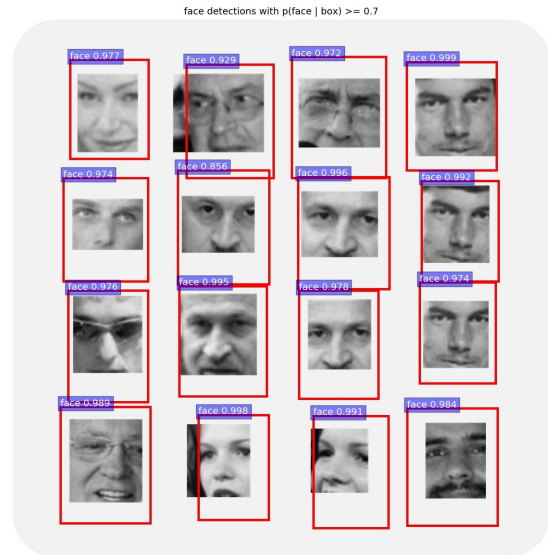 face detections with p(face | box) >= 0.7
face 0.977
face 0.929
face 0.972
face 0.999
face 0.974
face 0.856
face 0.996
face 0.992
face 0.976
face 0.995
face 0.978
face 0.974
face 0.989
face 0.998
face 0.991
face 0.984